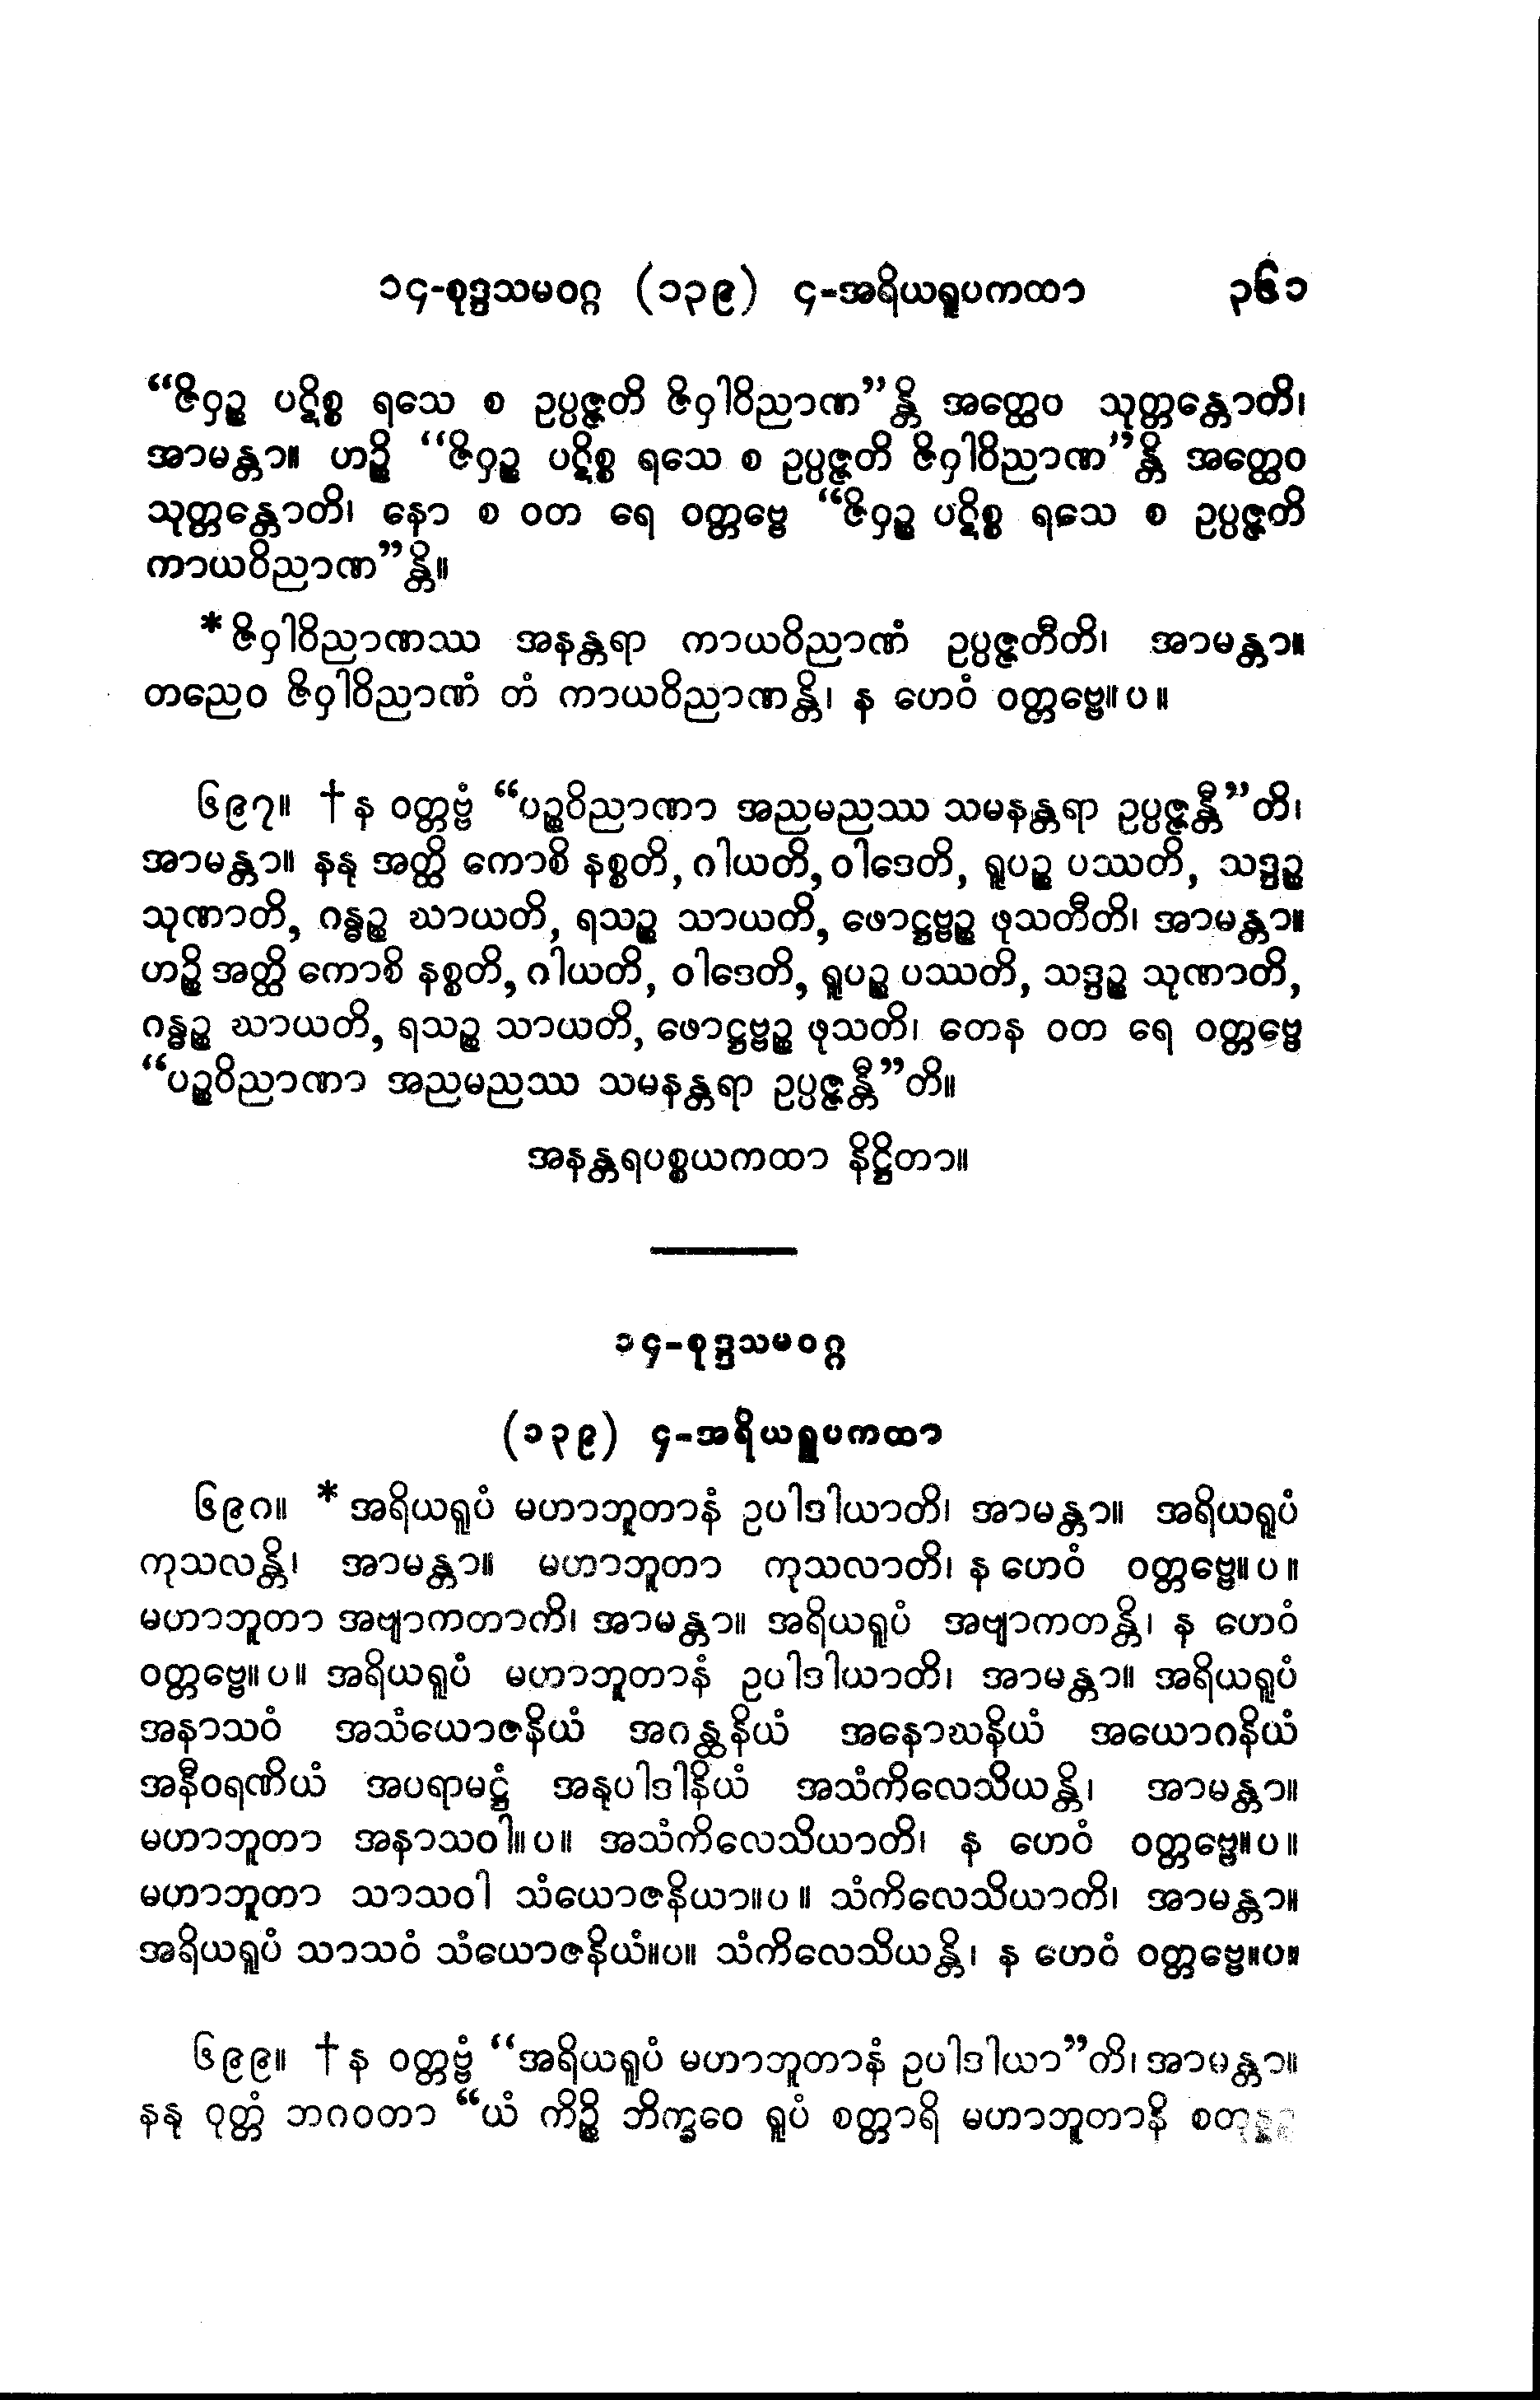 ၁၄-စုဒ္ဒသမဝဂ္ဂ (၁၃၉) ၄-အရိယရူပကထာ ၃၆၁
“ဇိဝှဉ္စ ပဋိစ္စ ရသေ စ ဥပ္ပဇ္ဇတိ ဇိဝှါဝိညာဏ”န္တိ အတ္ထေဝ သုတ္တန္တောတိ၊
အာမန္တာ။ ဟဉ္စိ “ဇိဝှဉ္စ ပဋိစ္စ ရသေ စ ဥပ္ပဇ္ဇတိ ဇိဝှါဝိညာဏ”န္တိ အတ္ထေဝ
သုတ္တန္တောတိ၊ နော စ ဝတ ရေ ဝတ္တဗ္ဗေ “ဇိဝှဉ္စ ပဋိစ္စ ရသေ စ ဥပ္ပဇ္ဇတိ
ကာယဝိညာဏ”န္တိ။
*ဇိဝှါဝိညာဏဿ အနန္တရာ ကာယဝိညာဏံ ဥပ္ပဇ္ဇတီတိ၊ အာမန္တာ။
တညေဝ ဇိဝှါဝိညာဏံ တံ ကာယဝိညာဏန္တိ၊ န ဟေဝံ ဝတ္တဗ္ဗေ။ပ။
၆၉၇။ †န ဝတ္တဗ္ဗံ “ပဉ္စဝိညာဏာ အညမညဿ သမနန္တရာ ဥပ္ပဇ္ဇန္တီ”တိ၊
အာမန္တာ။ နနု အတ္ထိ ကောစိ နစ္စတိ, ဂါယတိ, ဝါဒေတိ, ရူပဉ္စ ပဿတိ, သဒ္ဒဉ္စ
သုဏာတိ, ဂန္ဓဉ္စ ဃာယတိ, ရသဉ္စ သာယတိ, ဖောဋ္ဌဗ္ဗဉ္စ ဖုသတီတိ၊ အာမန္တာ။
ဟဉ္စိ အတ္ထိ ကောစိ နစ္စတိ, ဂါယတိ, ဝါဒေတိ, ရူပဉ္စ ပဿတိ, သဒ္ဒဉ္စ သုဏာတိ,
ဂန္ဓဉ္စ ဃာယတိ, ရသဉ္စ သာယတိ, ဖောဋ္ဌဗ္ဗဉ္စ ဖုသတိ၊ တေန ဝတ ရေ ဝတ္တဗ္ဗေ
“ပဉ္စဝိညာဏာ အညမညဿ သမနန္တရာ ဥပ္ပဇ္ဇန္တီ”တိ။
အနန္တရပစ္စယကထာ နိဋ္ဌိတာ။
၁၄-စုဒ္ဒသမဝဂ္ဂ
(၁၃၉) ၄-အရိယရူပကထာ
၆၉၈။ *အရိယရူပံ မဟာဘူတာနံ ဥပါဒါယာတိ၊ အာမန္တာ။ အရိယရူပံ
ကုသလန္တိ၊ အာမန္တာ။ မဟာဘူတာ ကုသလာတိ၊ န ဟေဝံ ဝတ္တဗ္ဗေ။ပ။
မဟာဘူတာ အဗျာကတာတိ၊ အာမန္တာ။ အရိယရူပံ အဗျာကတန္တိ၊ န ဟေဝံ
ဝတ္တဗ္ဗေ။ပ။ အရိယရူပံ မဟာဘူတာနံ ဥပါဒါယာတိ၊ အာမန္တာ။ အရိယရူပံ
အနာသဝံ အသံယောဇနိယံ အဂန္ထနိယံ အနောဃနိယံ အယောဂနိယံ
အနီဝရဏိယံ အပရာမဋ္ဌံ အနုပါဒါနိယံ အသံကိလေသိယန္တိ၊ အာမန္တာ။
မဟာဘူတာ အနာသဝါ။ပ။ အသံကိလေသိယာတိ၊ န ဟေဝံ ဝတ္တဗ္ဗေ။ပ။
မဟာဘူတာ သာသဝါ သံယောဇနိယာ။ပ။ သံကိလေသိယာတိ၊ အာမန္တာ။
အရိယရူပံ သာသဝံ သံယောဇနိယံ။ပ။ သံကိလေသိယန္တိ၊ န ဟေဝံ ဝတ္တဗ္ဗေ။ပ။
၆၉၉။ †န ဝတ္တဗ္ဗံ “အရိယရူပံ မဟာဘူတာနံ ဥပါဒါယာ”တိ၊ အာမန္တာ။
နနု ဝုတ္တံ ဘဂဝတာ “ယံ ကိဉ္စိ ဘိက္ခဝေ ရူပံ စတ္တာရိ မဟာဘူတာနိ